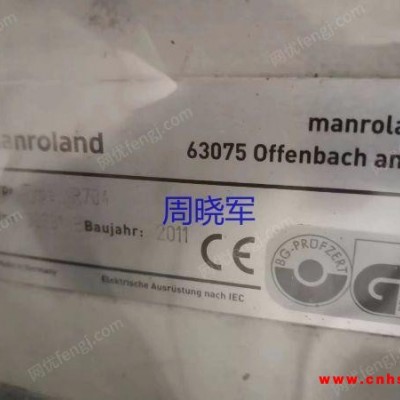 manroland
manrola
63075 Offenbach an
周晓军
Baujahr: 2011
CE
BG-PRÜFZERT
G
Elektrische Ausrüstung nach IEC
网优fengj.com
www.cnhs